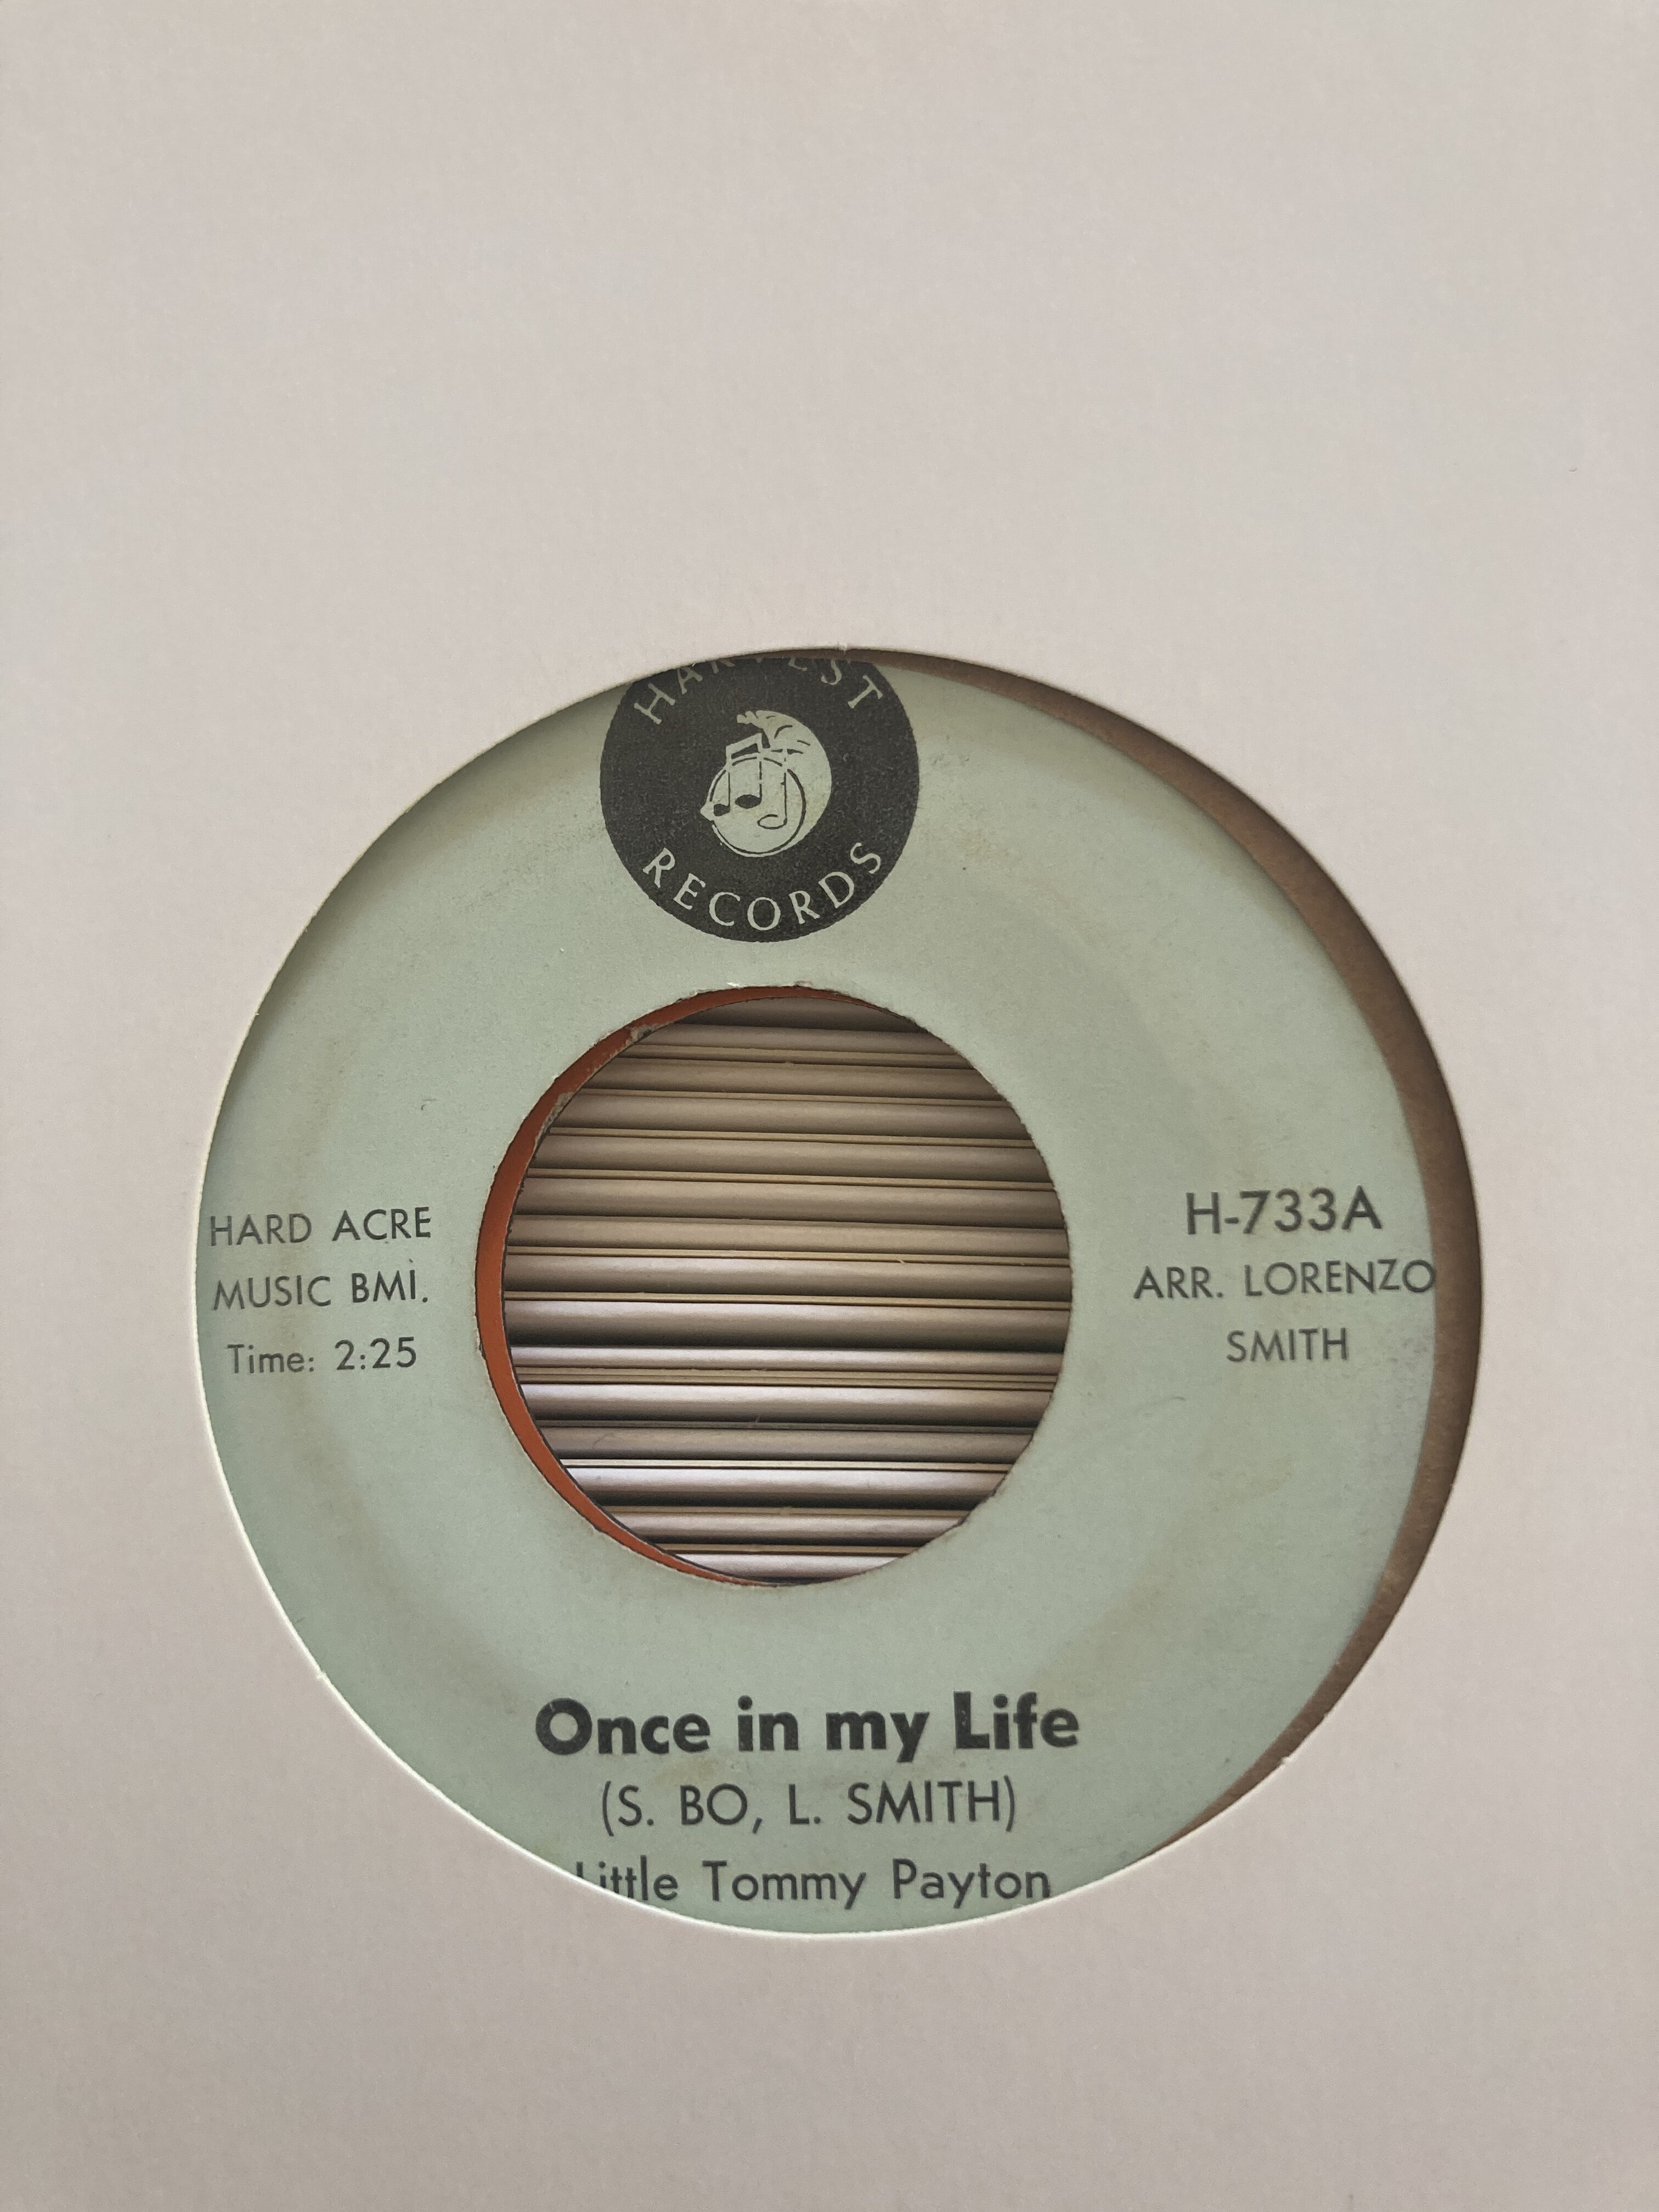 HARVEST
RECORDS
HARD ACRE
MUSIC BMI.
Time: 2:25
H-733A
ARR. LORENZO
SMITH
Once in my Life
(S. BO, L. SMITH)
Little Tommy Payton